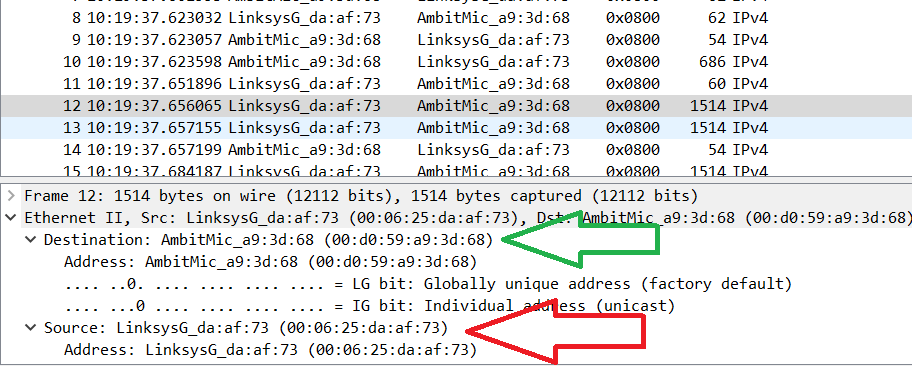 8 10:19:37.623032 LinksysG_da:af:73 AmbitMic_a9:3d:68 0x0800 62 IPv4
9 10:19:37.623057 AmbitMic_a9:3d:68 LinksysG_da:af:73 0x0800 54 IPv4
10 10:19:37.623598 AmbitMic_a9:3d:68 LinksysG_da:af:73 0x0800 686 IPv4
11 10:19:37.651896 LinksysG_da:af:73 AmbitMic_a9:3d:68 0x0800 60 IPv4
12 10:19:37.656065 LinksysG_da:af:73 AmbitMic_a9:3d:68 0x0800 1514 IPv4
13 10:19:37.657155 LinksysG_da:af:73 AmbitMic_a9:3d:68 0x0800 1514 IPv4
14 10:19:37.657199 AmbitMic_a9:3d:68 LinksysG_da:af:73 0x0800 54 IPv4
15 10:19:37.684187 LinksysG_da:af:73 AmbitMic_a9:3d:68 0x0800 1514 IPv4
Frame 12: 1514 bytes on wire (12112 bits), 1514 bytes captured (12112 bits)
Ethernet II, Src: LinksysG_da:af:73 (00:06:25:da:af:73), Dst: AmbitMic_a9:3d:68 (00:d0:59:a9:3d:68)
Destination: AmbitMic_a9:3d:68 (00:d0:59:a9:3d:68)
Address: AmbitMic_a9:3d:68 (00:d0:59:a9:3d:68)
.... ..0. .... .... .... .... = LG bit: Globally unique address (factory default)
.... ...0 .... .... .... .... = IG bit: Individual address (unicast)
Source: LinksysG_da:af:73 (00:06:25:da:af:73)
Address: LinksysG_da:af:73 (00:06:25:da:af:73)